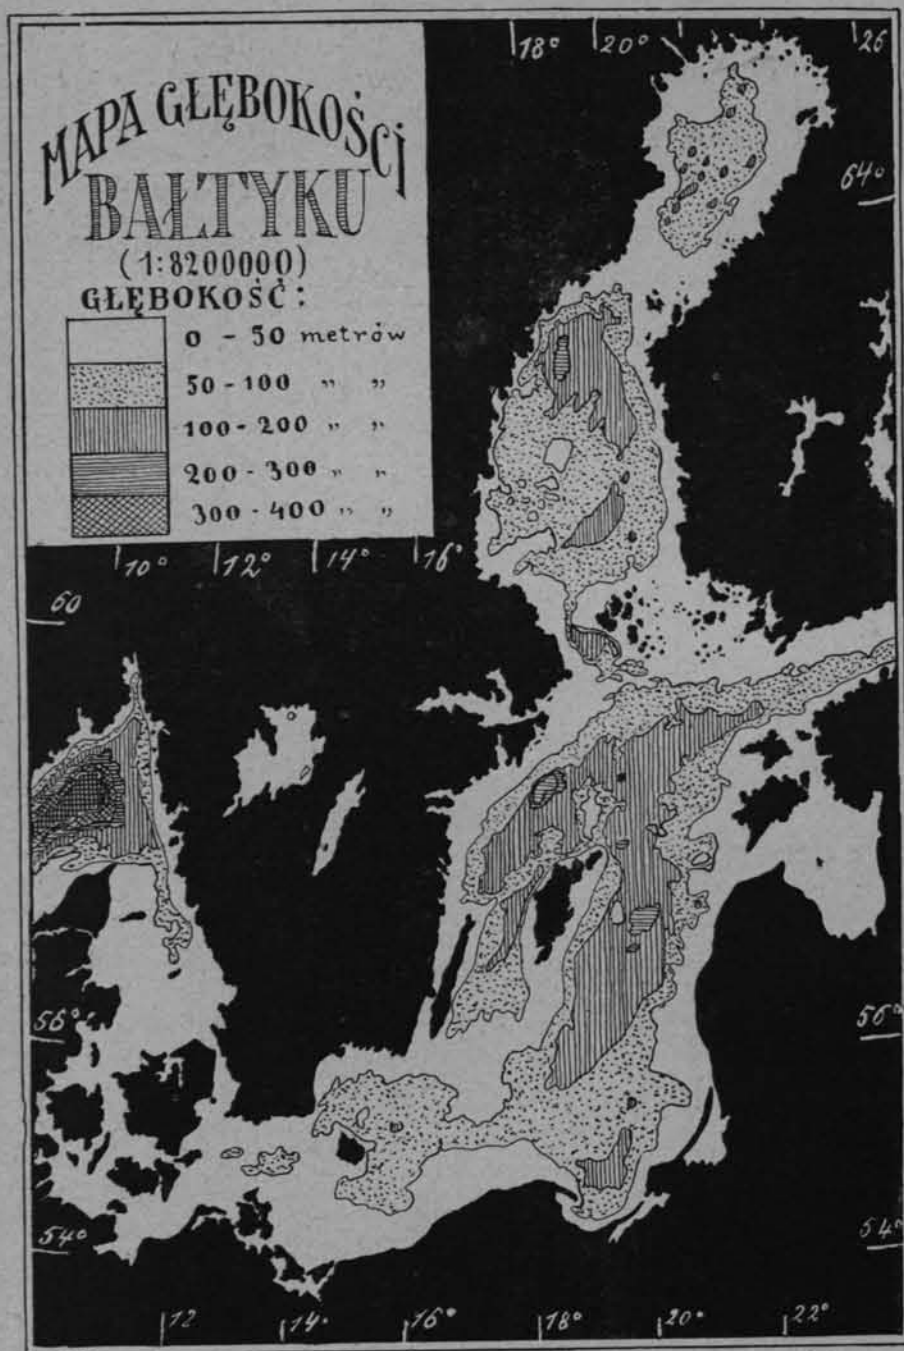 18° 20° 26
MAPA GŁĘBOKOŚCi
BAŁTYKU
(1:8200000)
GŁĘBOKOŚĆ:
0 - 50 metrów
50-100 " "
100-200 " "
200-300 " "
300-400 " "
64°
10° 12° 14° 16°
60
56° 56°
54° 54°
12 14° 16° 18° 20° 22°